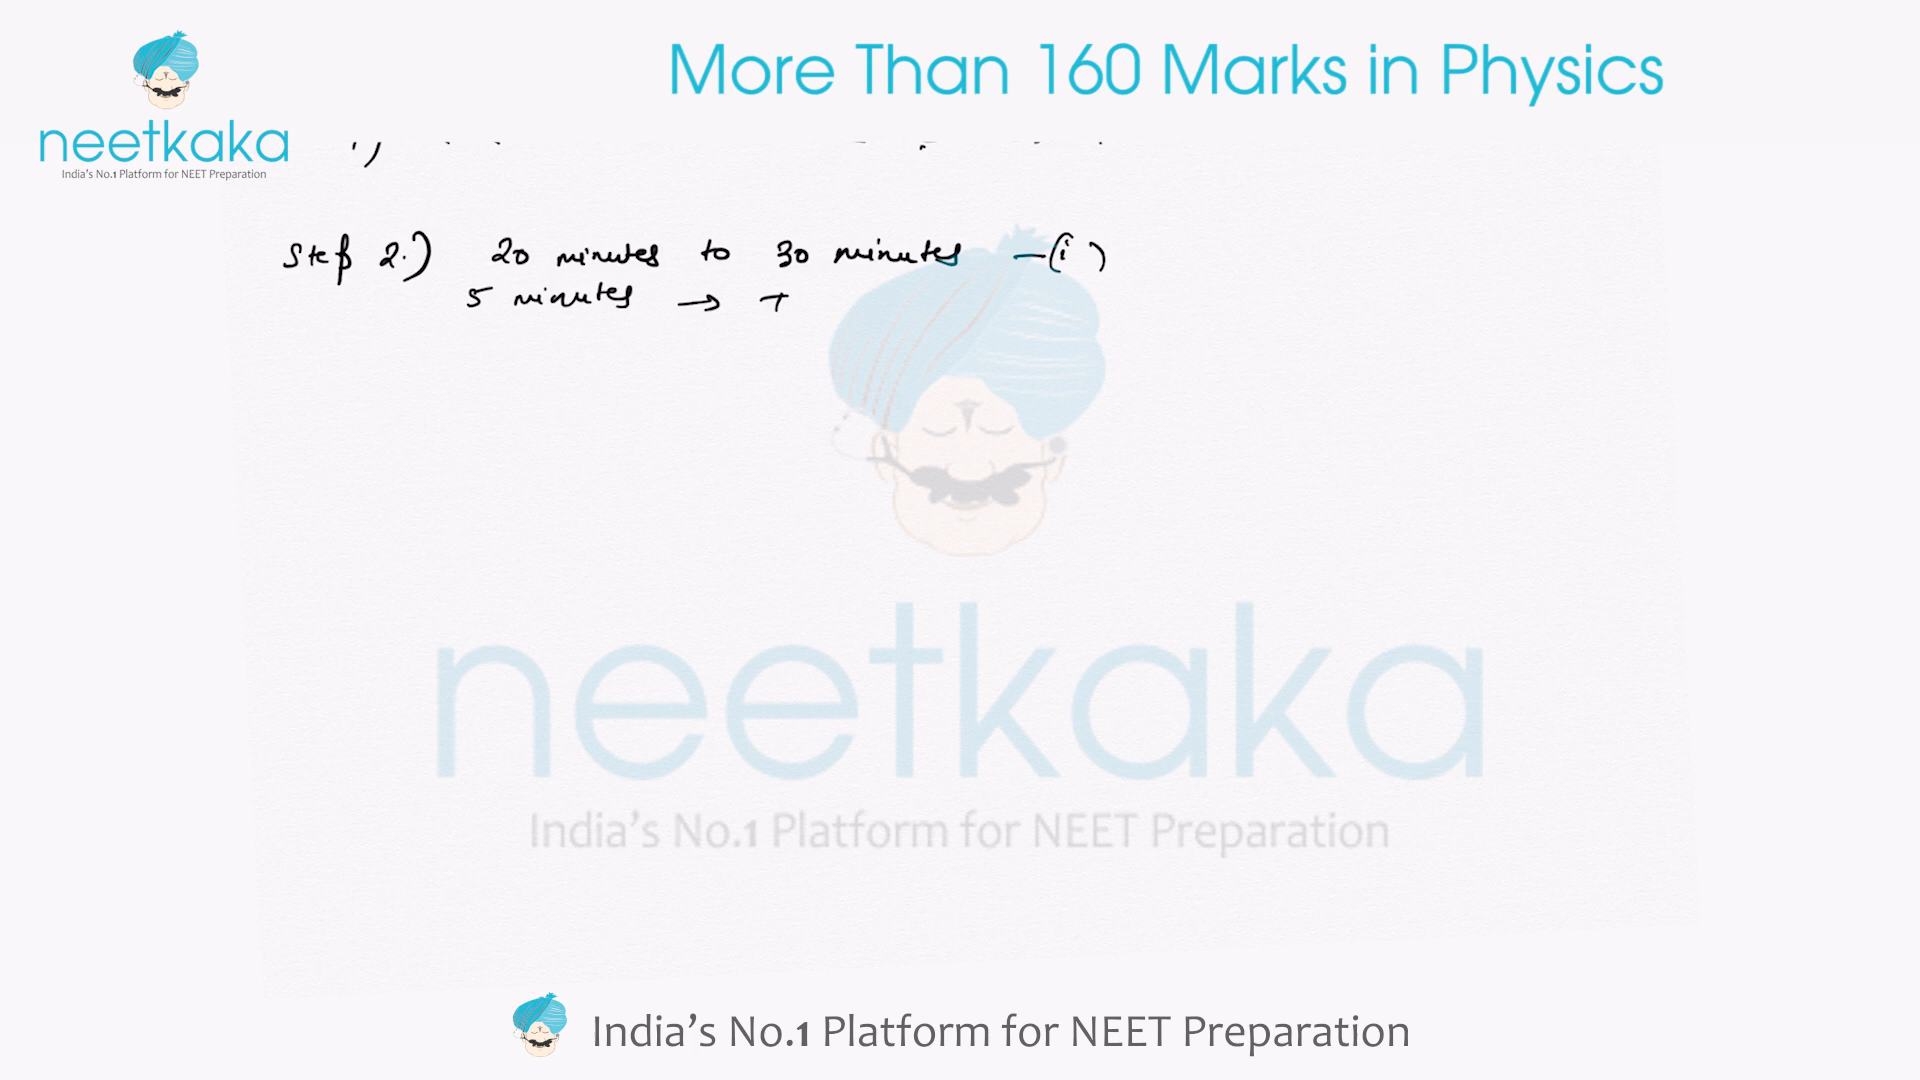 More Than 160 Marks in Physics
neetkaka
India's No.1 Platform for NEET Preparation
Step 2.) 20 minutes to 30 minutes —(i)
5 minutes → T
neetkaka
India's No.1 Platform for NEET Preparation
India's No.1 Platform for NEET Preparation